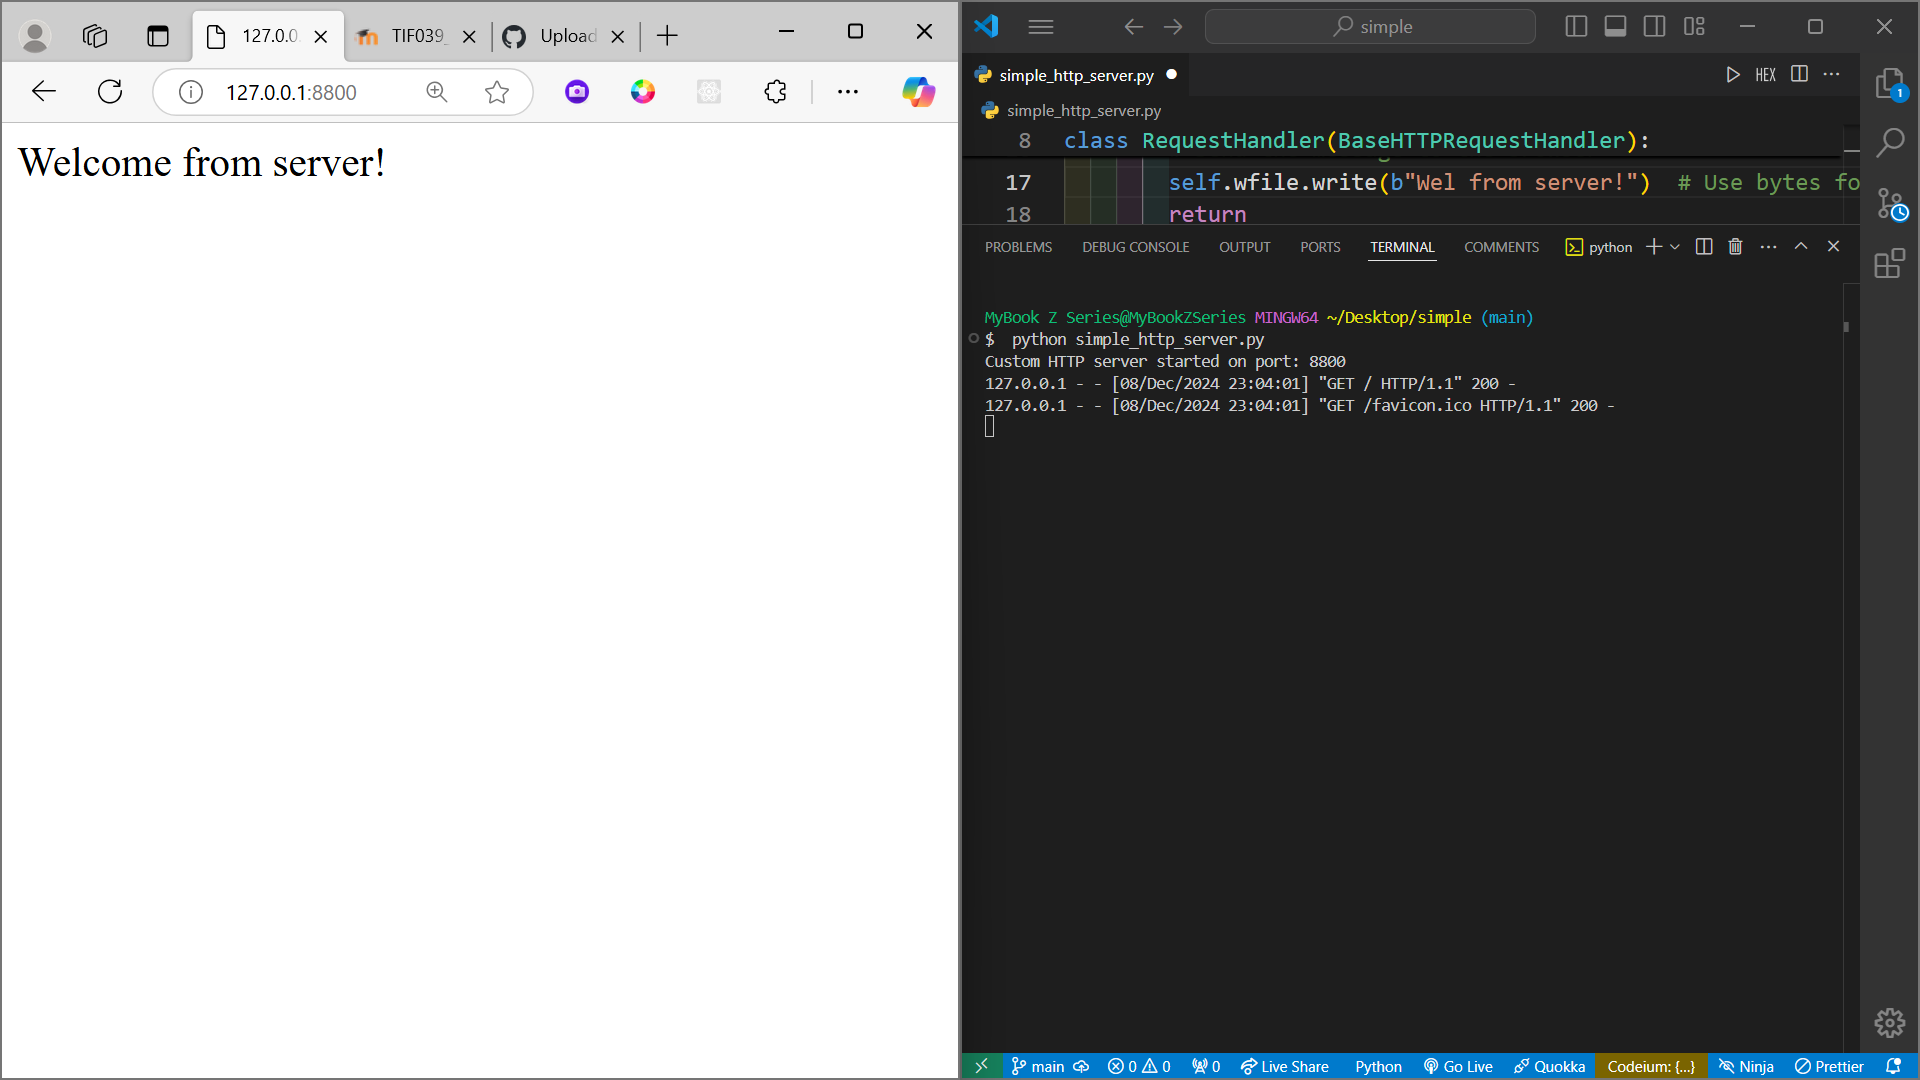 127.0.0.
TIF039_
Upload
127.0.0.1:8800
Welcome from server!
simple
simple_http_server.py
HEX
simple_http_server.py
8 class RequestHandler(BaseHTTPRequestHandler):
17 self.wfile.write(b"Wel from server!") # Use bytes fo
18 return
PROBLEMS DEBUG CONSOLE OUTPUT PORTS TERMINAL COMMENTS python
1
MyBook Z Series@MyBookZSeries MINGW64 ~/Desktop/simple (main)
$ python simple_http_server.py
Custom HTTP server started on port: 8800
127.0.0.1 - - [08/Dec/2024 23:04:01] "GET / HTTP/1.1" 200 -
127.0.0.1 - - [08/Dec/2024 23:04:01] "GET /favicon.ico HTTP/1.1" 200 -
main 0 0 0 Live Share Python Go Live Quokka Codeium: {...} Ninja Prettier